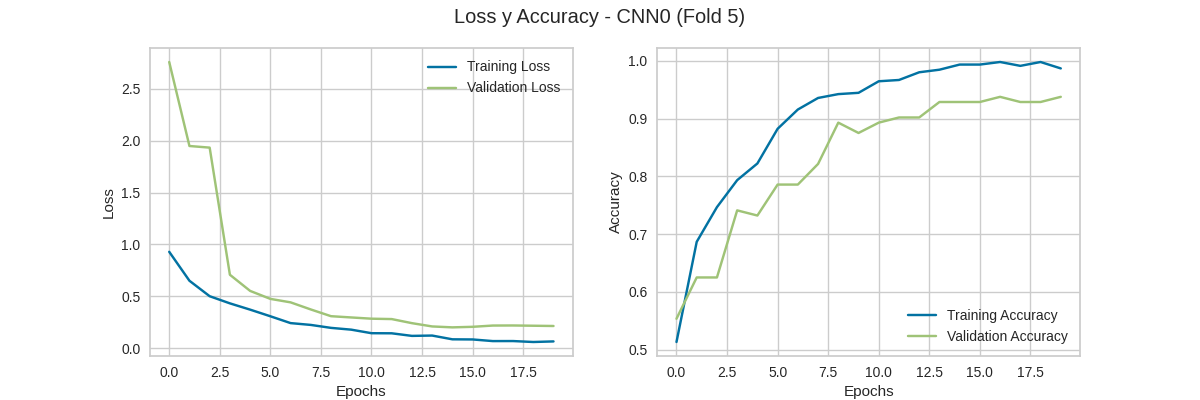 Loss y Accuracy - CNN0 (Fold 5)
Training Loss
Validation Loss
2.5
2.0
1.5
1.0
0.5
0.0
Loss
0.0 2.5 5.0 7.5 10.0 12.5 15.0 17.5
Epochs
1.0
0.9
0.8
0.7
0.6
0.5
Accuracy
Training Accuracy
Validation Accuracy
0.0 2.5 5.0 7.5 10.0 12.5 15.0 17.5
Epochs